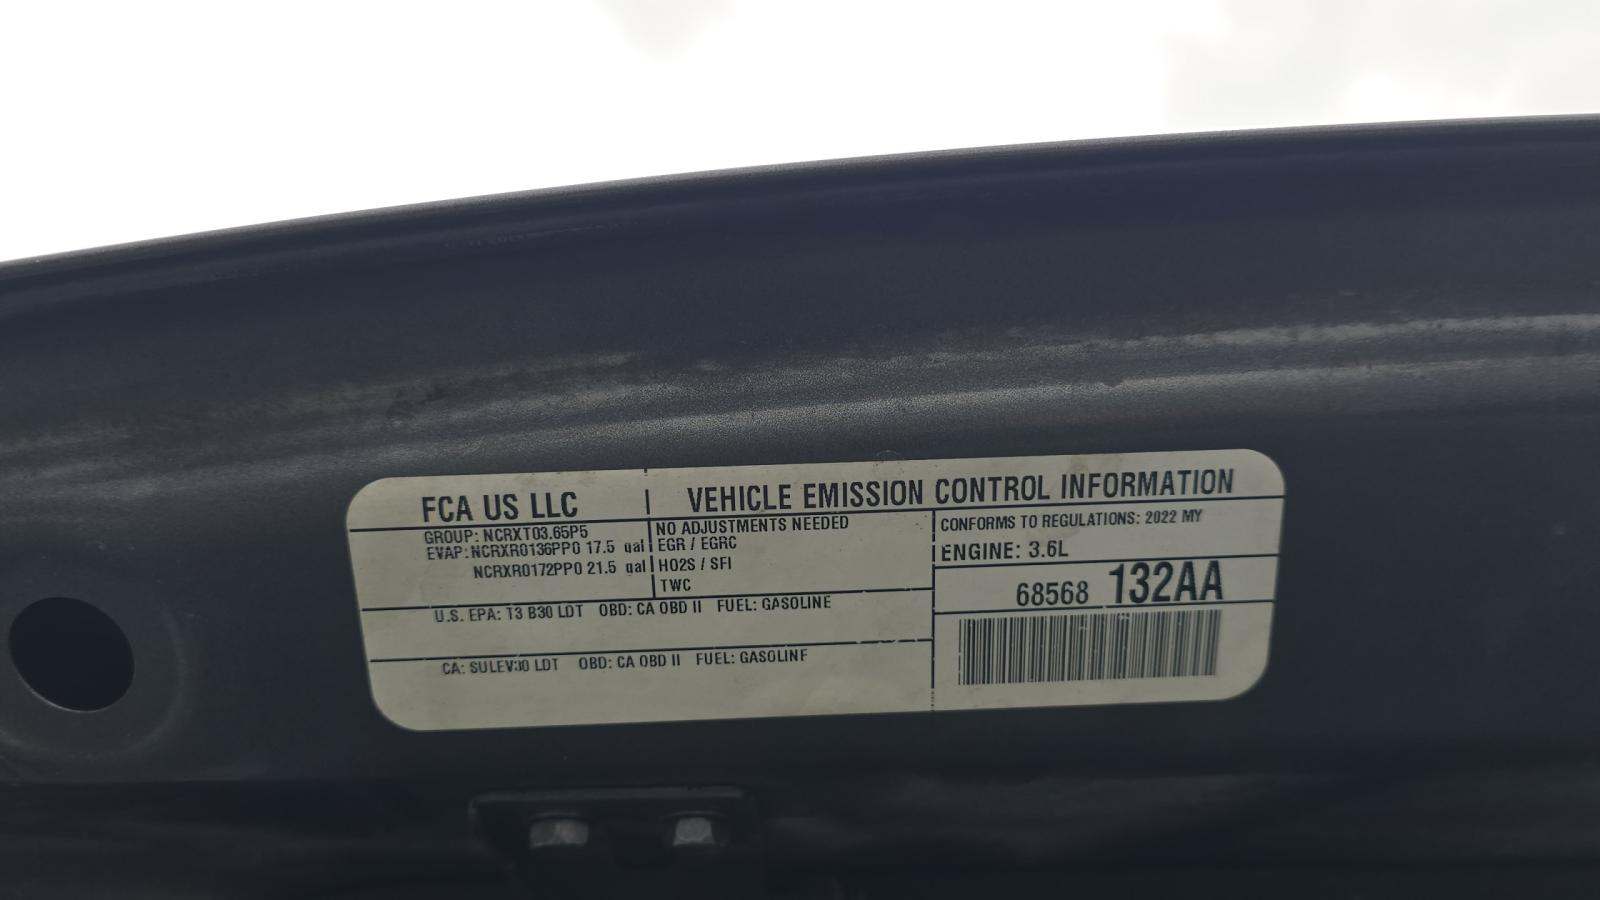 FCA US LLC | VEHICLE EMISSION CONTROL INFORMATION
GROUP: NCRXT03.65P5
EVAP: NCRXR0136PP0 17.5 gal
NCRXR0172PP0 21.5 gal
NO ADJUSTMENTS NEEDED
EGR / EGRC
HO2S / SFI
TWC
CONFORMS TO REGULATIONS: 2022 MY
ENGINE: 3.6L
68568 132AA
U.S. EPA: T3 B30 LDT OBD: CA OBD II FUEL: GASOLINE
CA: SULEV30 LDT OBD: CA OBD II FUEL: GASOLINE